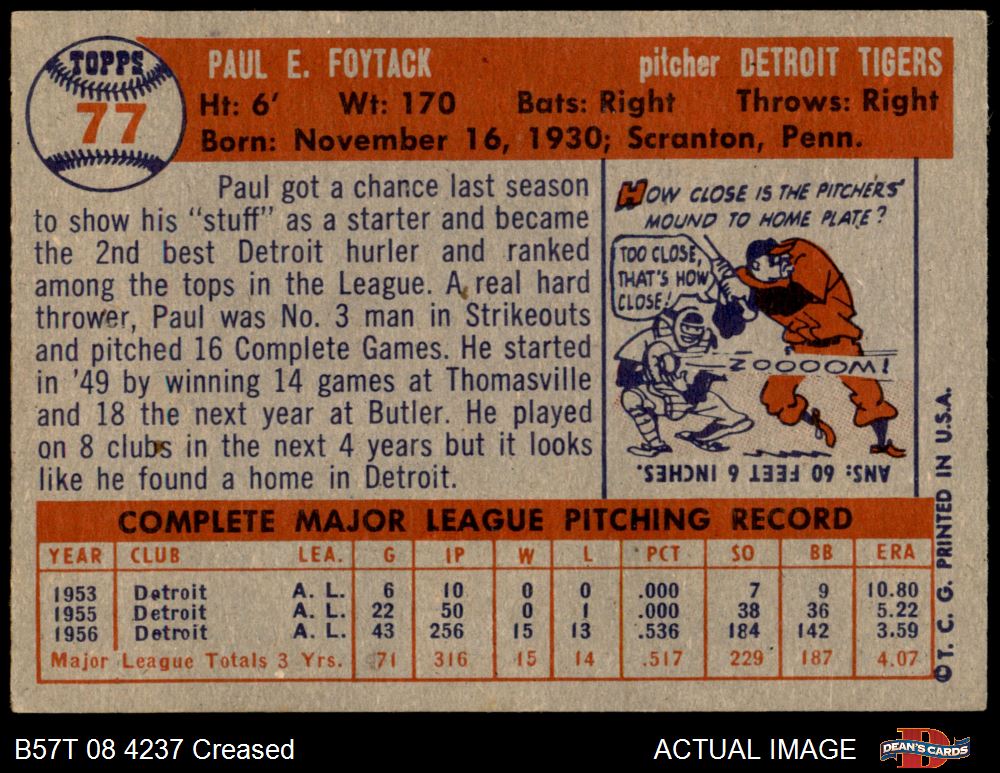 TOPPS
77
PAUL E. FOYTACK
pitcher DETROIT TIGERS
Ht: 6' Wt: 170 Bats: Right Throws: Right
Born: November 16, 1930; Scranton, Penn.
Paul got a chance last season
to show his "stuff" as a starter and became
the 2nd best Detroit hurler and ranked
among the tops in the League. A real hard
thrower, Paul was No. 3 man in Strikeouts
and pitched 16 Complete Games. He started
in '49 by winning 14 games at Thomasville
and 18 the next year at Butler. He played
on 8 clubs in the next 4 years but it looks
like he found a home in Detroit.
HOW CLOSE IS THE PITCHERS'
MOUND TO HOME PLATE?
TOO CLOSE,
THAT'S HOW
CLOSE!
ZOOOOM!
ANS: 60 FEET 6 INCHES.
COMPLETE MAJOR LEAGUE PITCHING RECORD
YEAR CLUB LEA. G IP W L PCT SO BB ERA
1953 Detroit A. L. 6 10 0 0 .000 7 9 10.80
1955 Detroit A. L. 22 50 0 1 .000 38 36 5.22
1956 Detroit A. L. 43 256 15 13 .536 184 142 3.59
Major League Totals 3 Yrs. 71 316 15 14 .517 229 187 4.07
© T. C. G. PRINTED IN U.S.A.
B57T 08 4237 Creased
ACTUAL IMAGE
DEAN'S CARDS